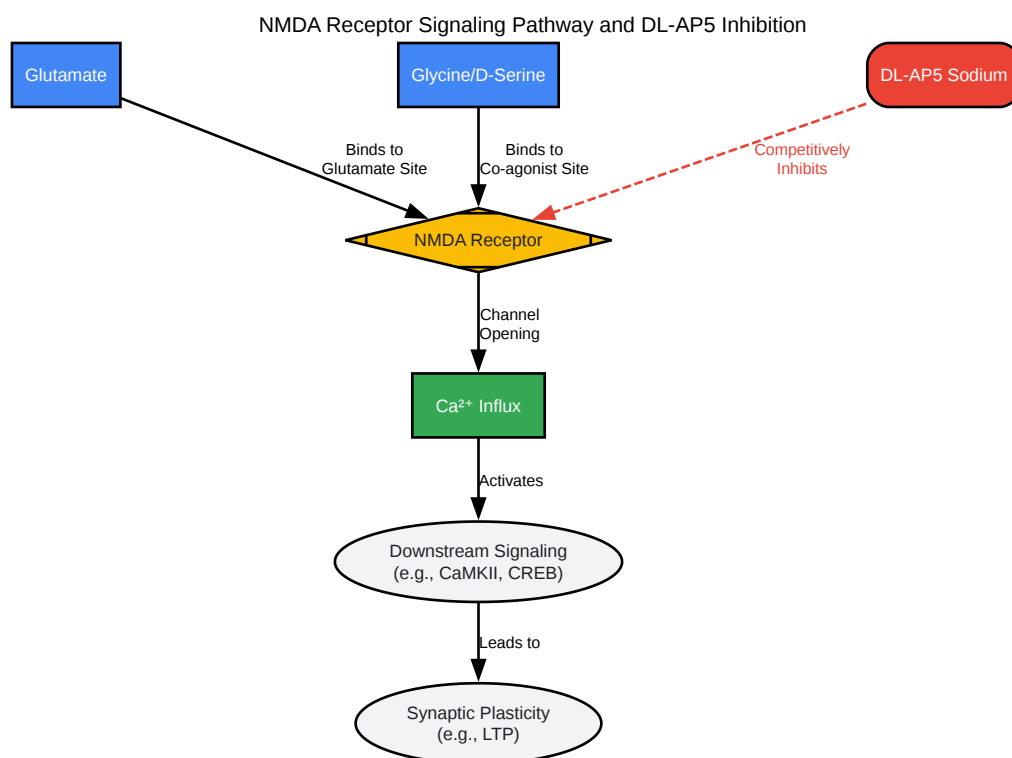 NMDA Receptor Signaling Pathway and DL-AP5 Inhibition
Glutamate
Glycine/D-Serine
DL-AP5 Sodium
Binds to
Glutamate Site
Binds to
Co-agonist Site
Competitively
Inhibits
NMDA Receptor
Channel
Opening
Ca²⁺ Influx
Activates
Downstream Signaling
(e.g., CaMKII, CREB)
Leads to
Synaptic Plasticity
(e.g., LTP)